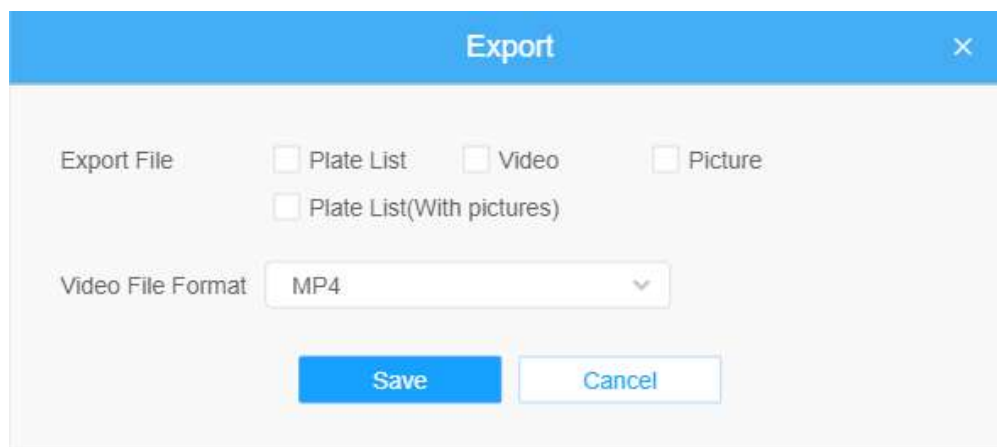 Export
Export File Plate List Video Picture
Plate List(With pictures)
Video File Format MP4
Save Cancel